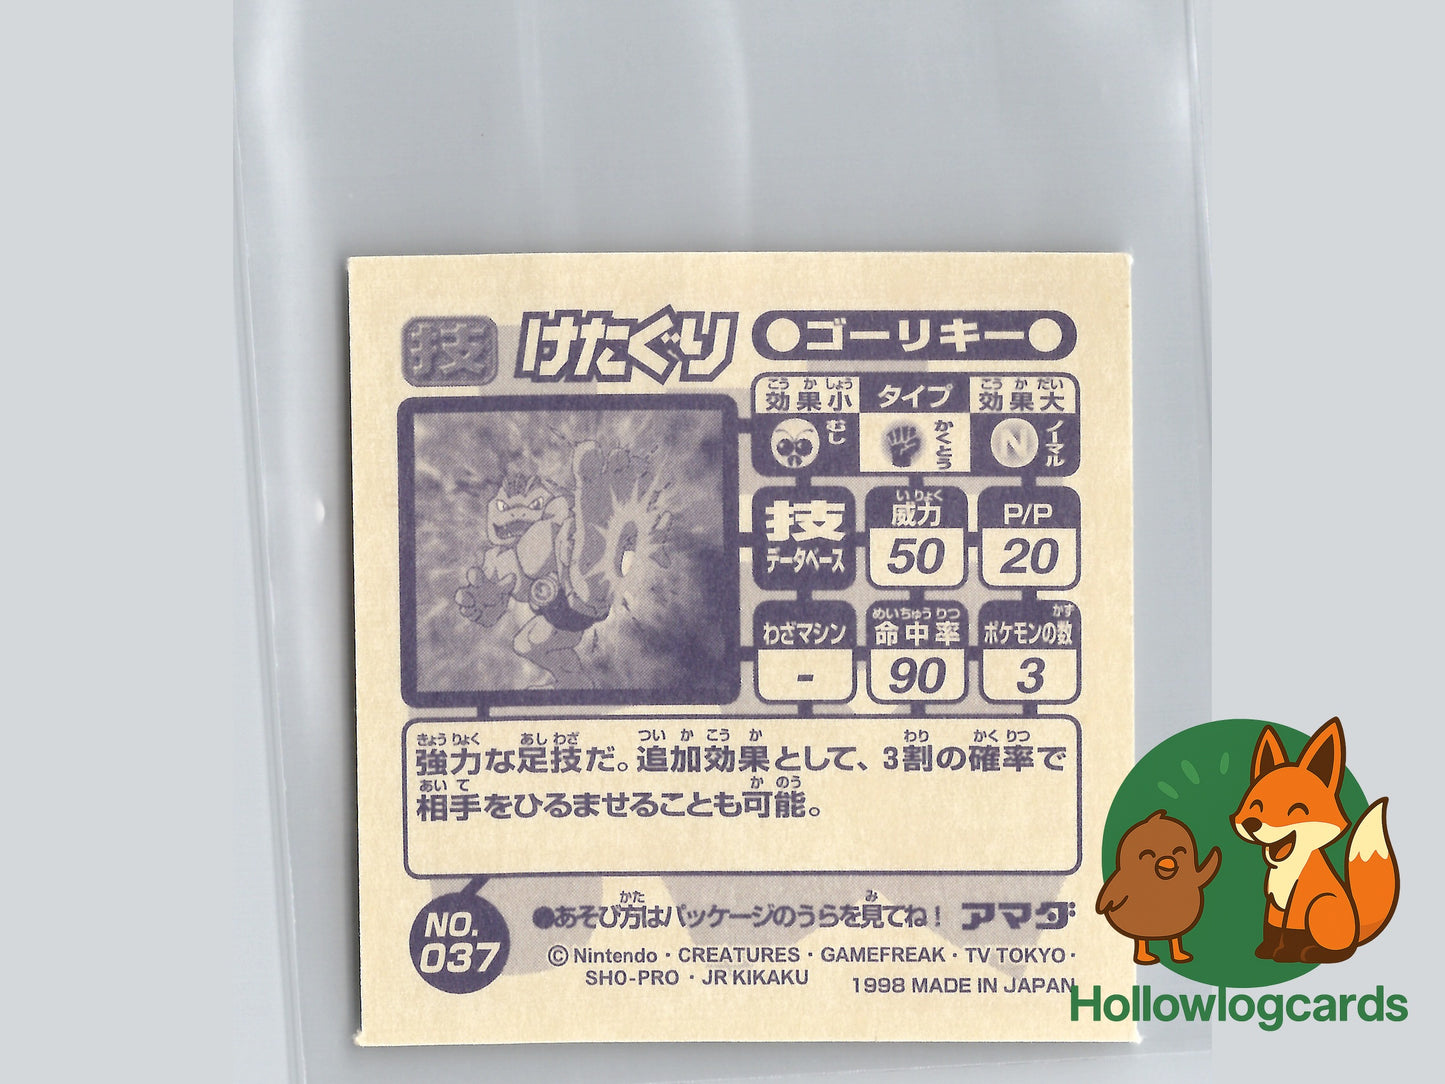 技 けたぐり
●ゴーリキー●
こうかしょう
効果小 タイプ
こうかだい
効果大
むし かくとう N ノーマル
技
データベース
いりょく
威力
50
P/P
20
わざマシン
-
めいちゅうりつ
命中率
90
かず
ポケモンの数
3
きょうりょく あしわざ ついかこうか わり かくりつ
強力な足技だ。追加効果として、3割の確率で
あいて かのう
相手をひるませることも可能。
NO.
037
かた み
●あそび方はパッケージのうらを見てね! アマダ
©Nintendo・CREATURES・GAMEFREAK・TV TOKYO・
SHO-PRO・JR KIKAKU
1998 MADE IN JAPAN
Hollowlogcards